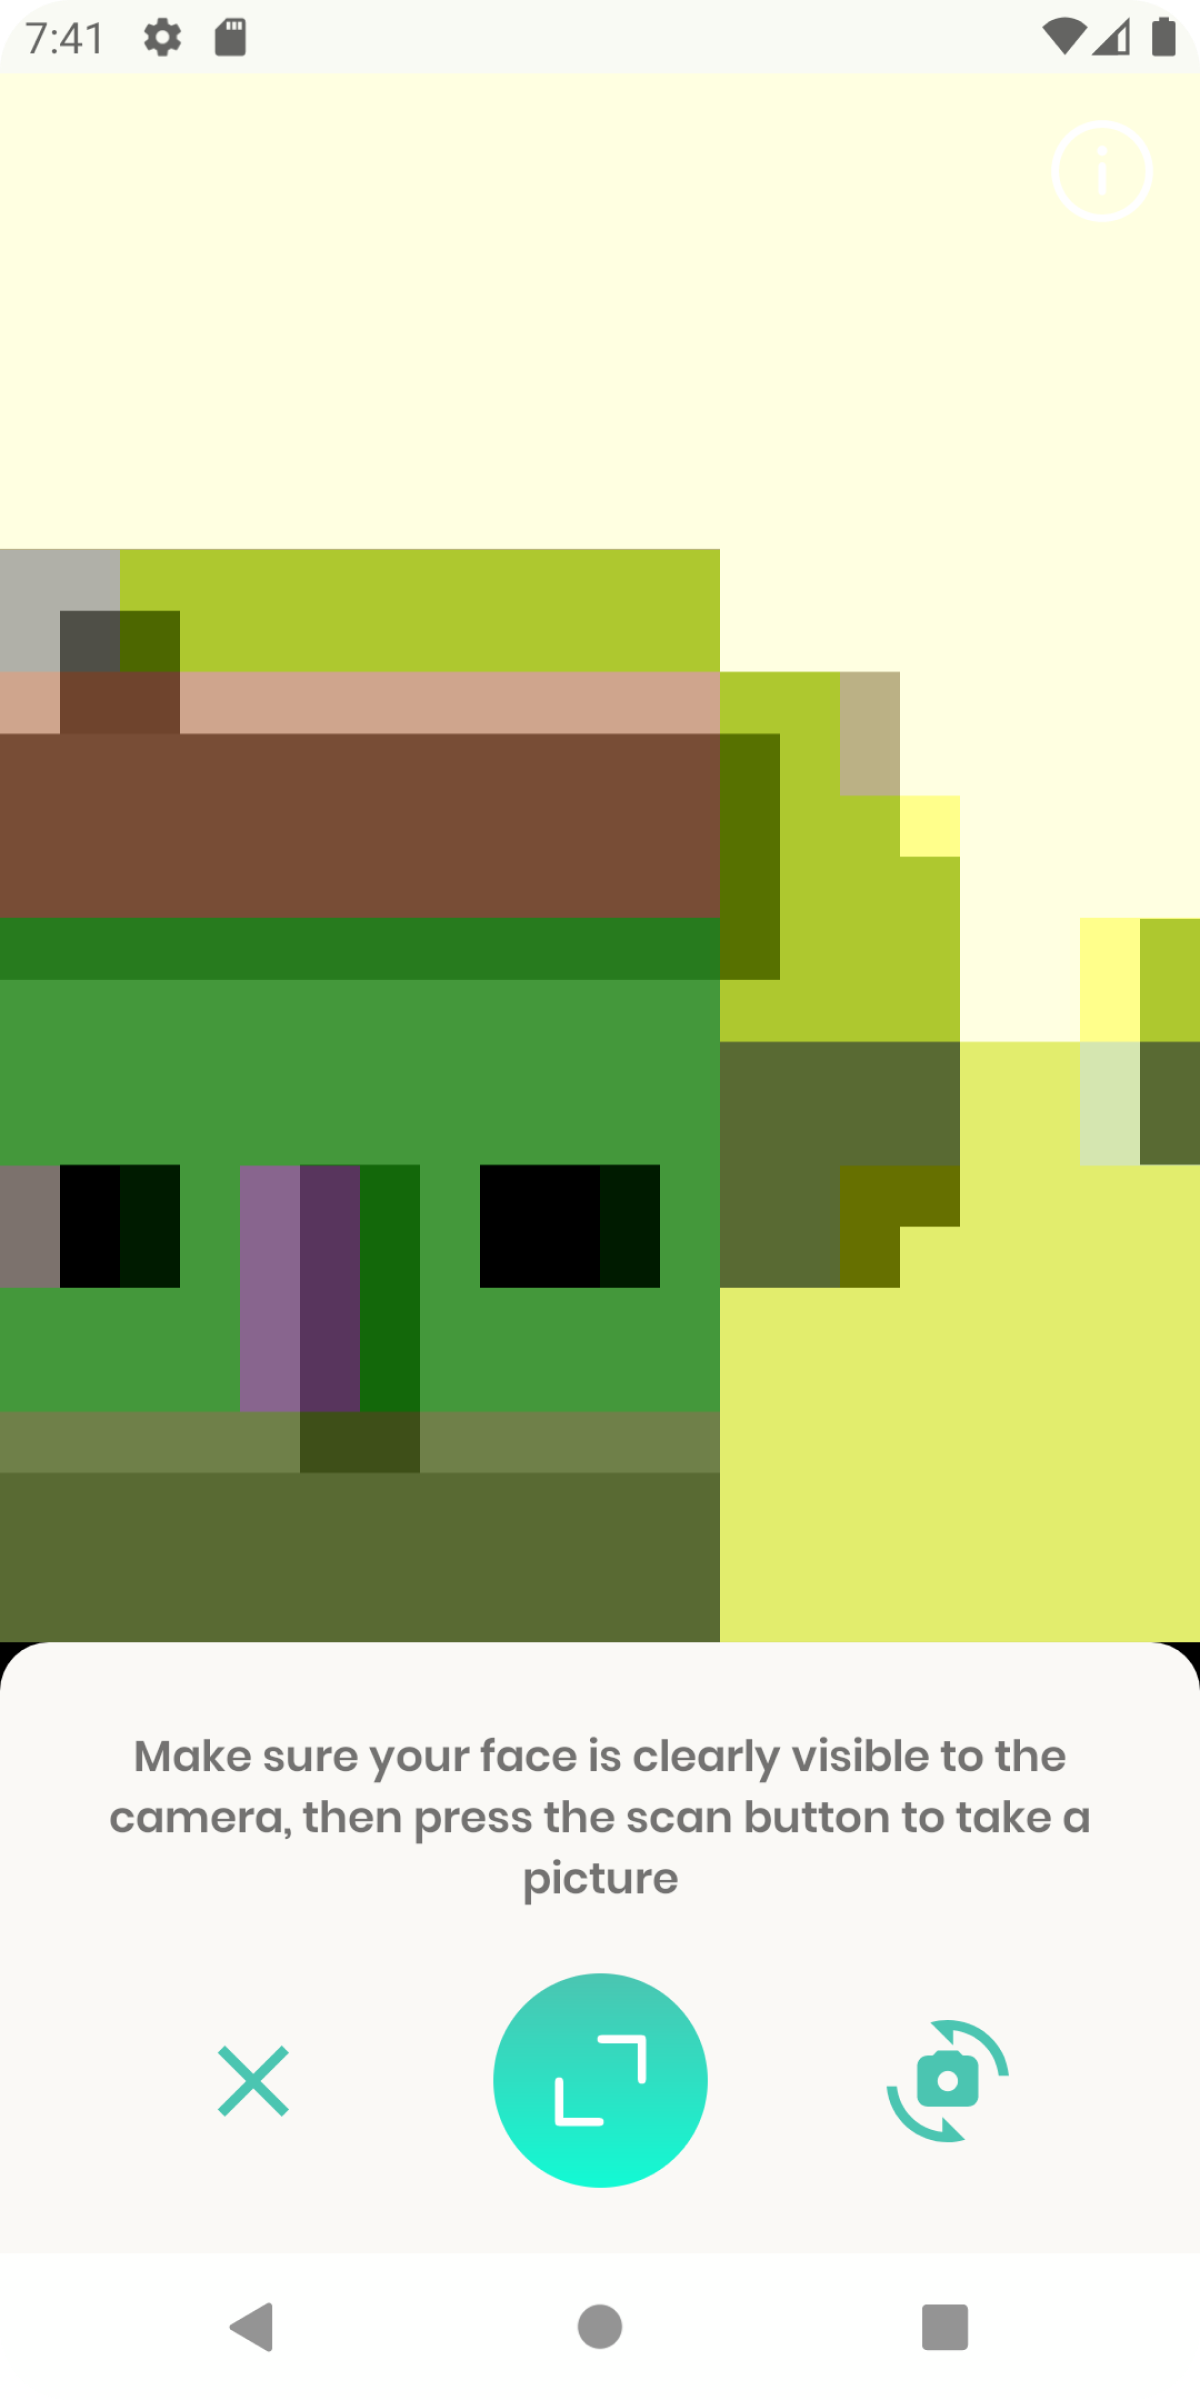 7:41
Make sure your face is clearly visible to the
camera, then press the scan button to take a
picture